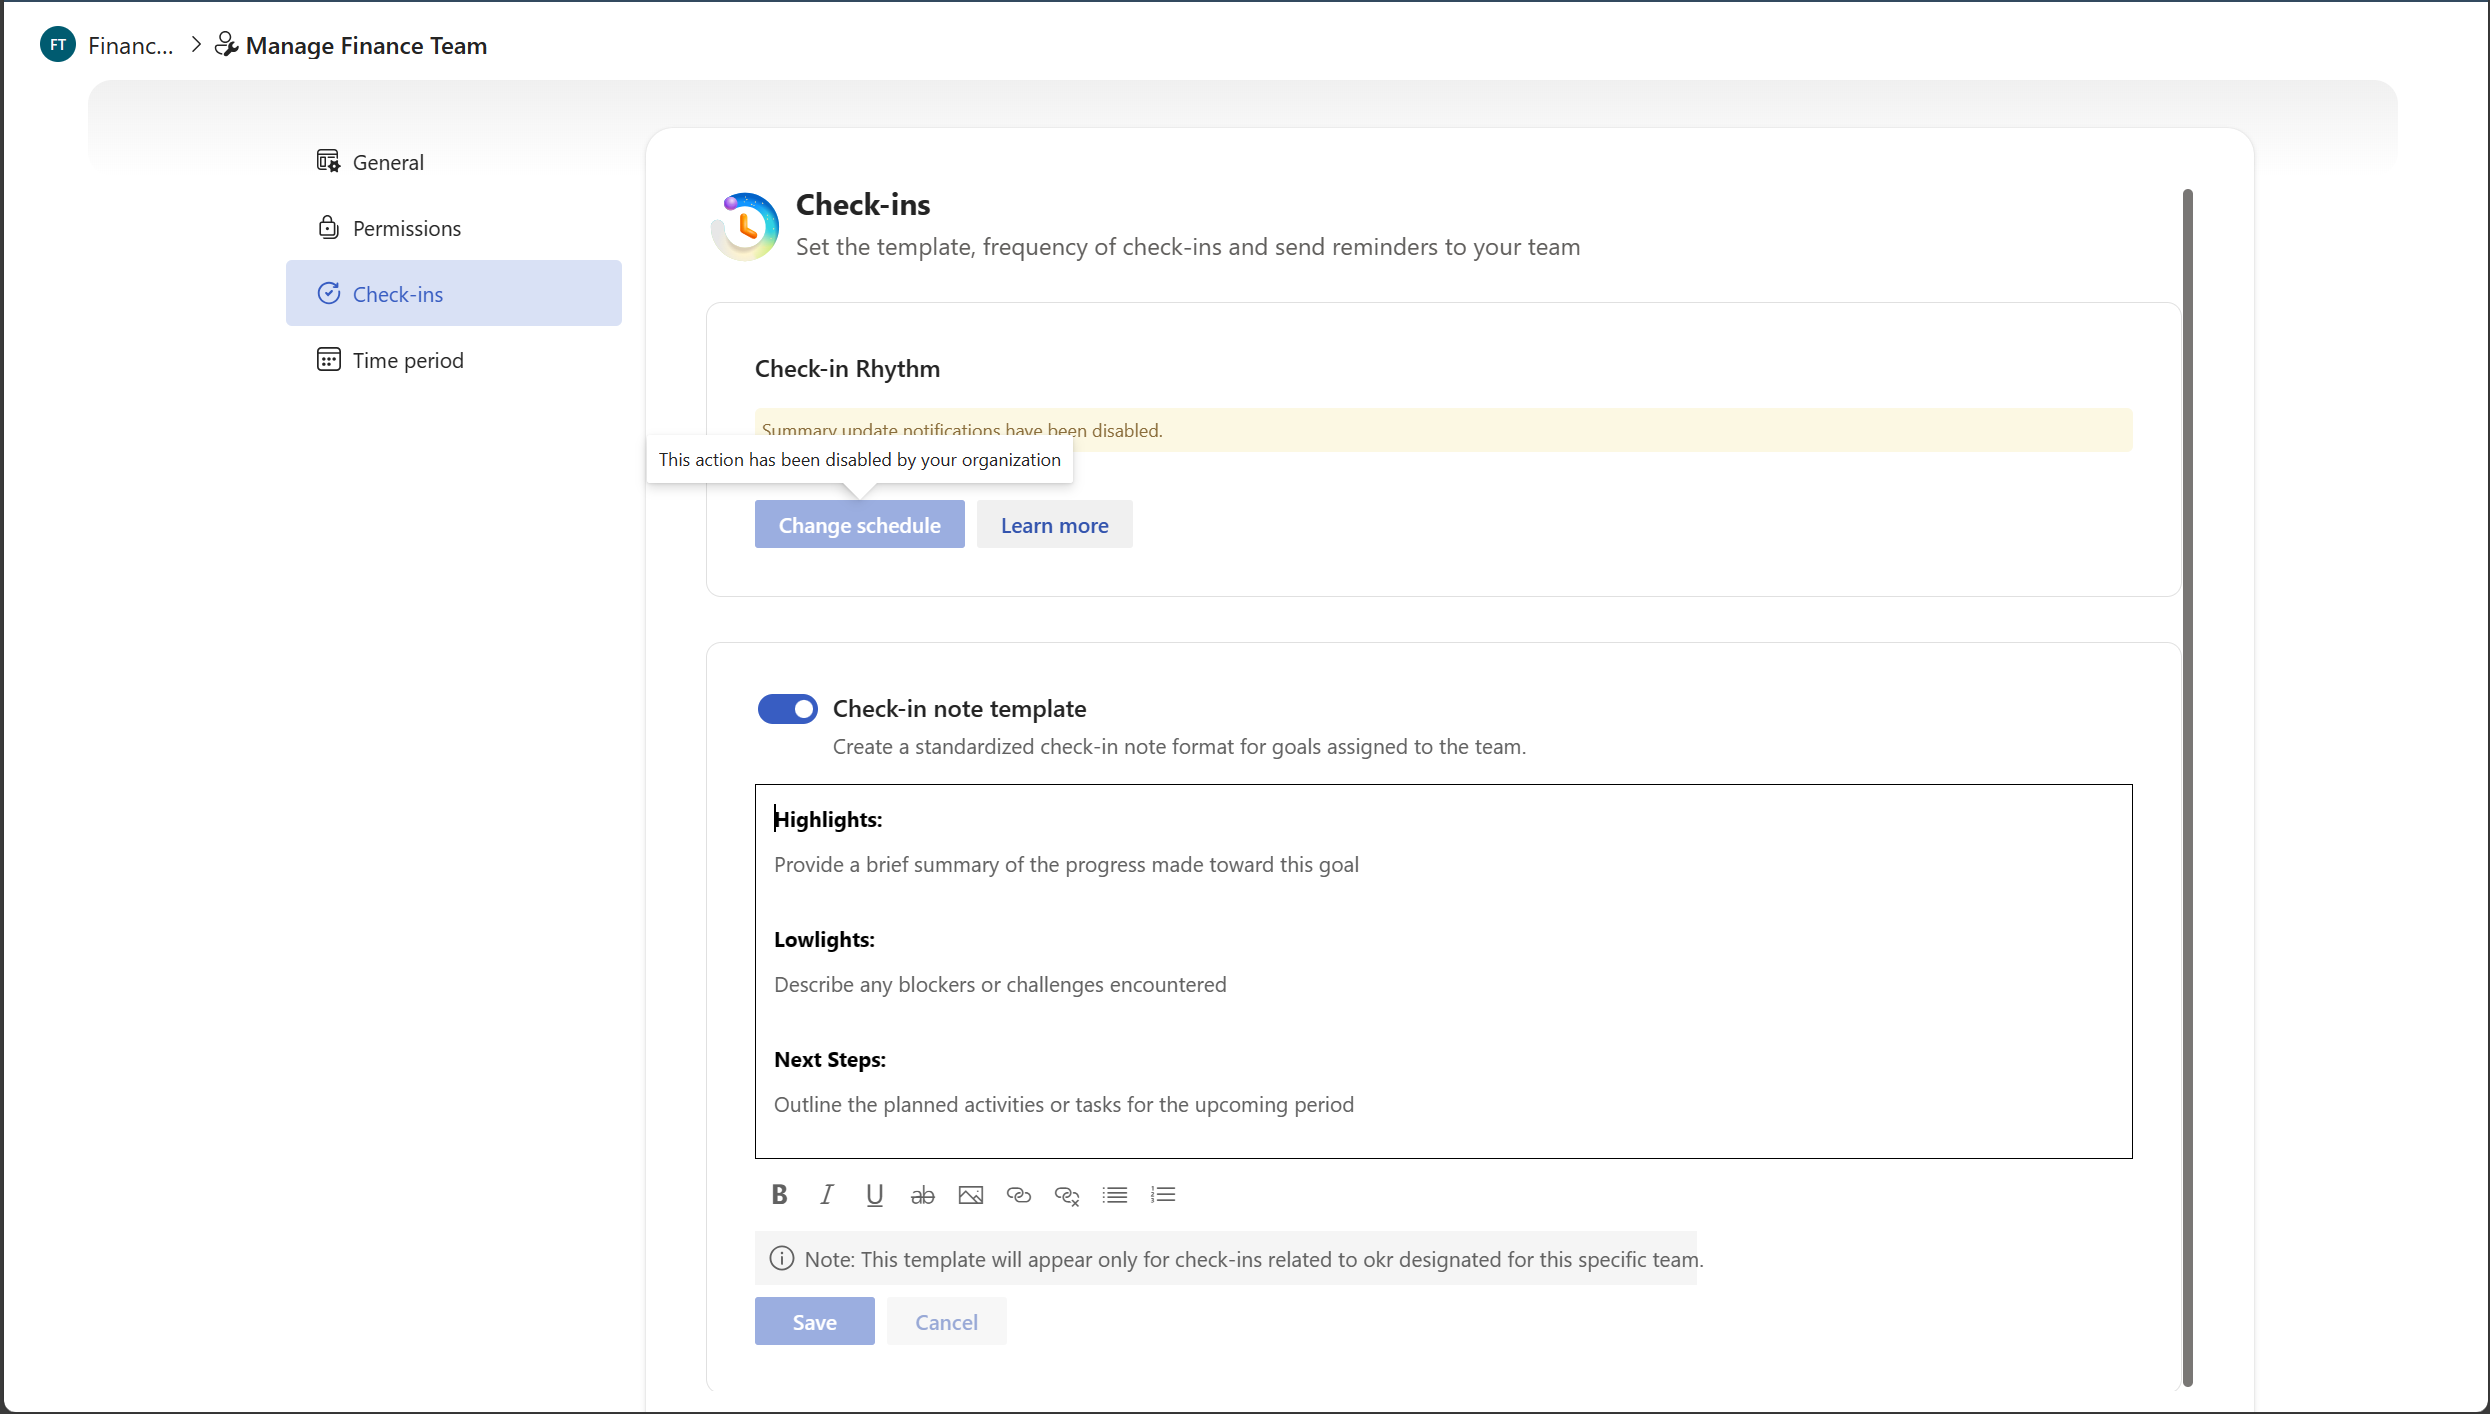 FT Financ... > Manage Finance Team
General
Permissions
Check-ins
Time period
Check-ins
Set the template, frequency of check-ins and send reminders to your team
Check-in Rhythm
Summary update notifications have been disabled.
This action has been disabled by your organization
Change schedule
Learn more
Check-in note template
Create a standardized check-in note format for goals assigned to the team.
Highlights:
Provide a brief summary of the progress made toward this goal
Lowlights:
Describe any blockers or challenges encountered
Next Steps:
Outline the planned activities or tasks for the upcoming period
B I U ab
Note: This template will appear only for check-ins related to okr designated for this specific team.
Save
Cancel